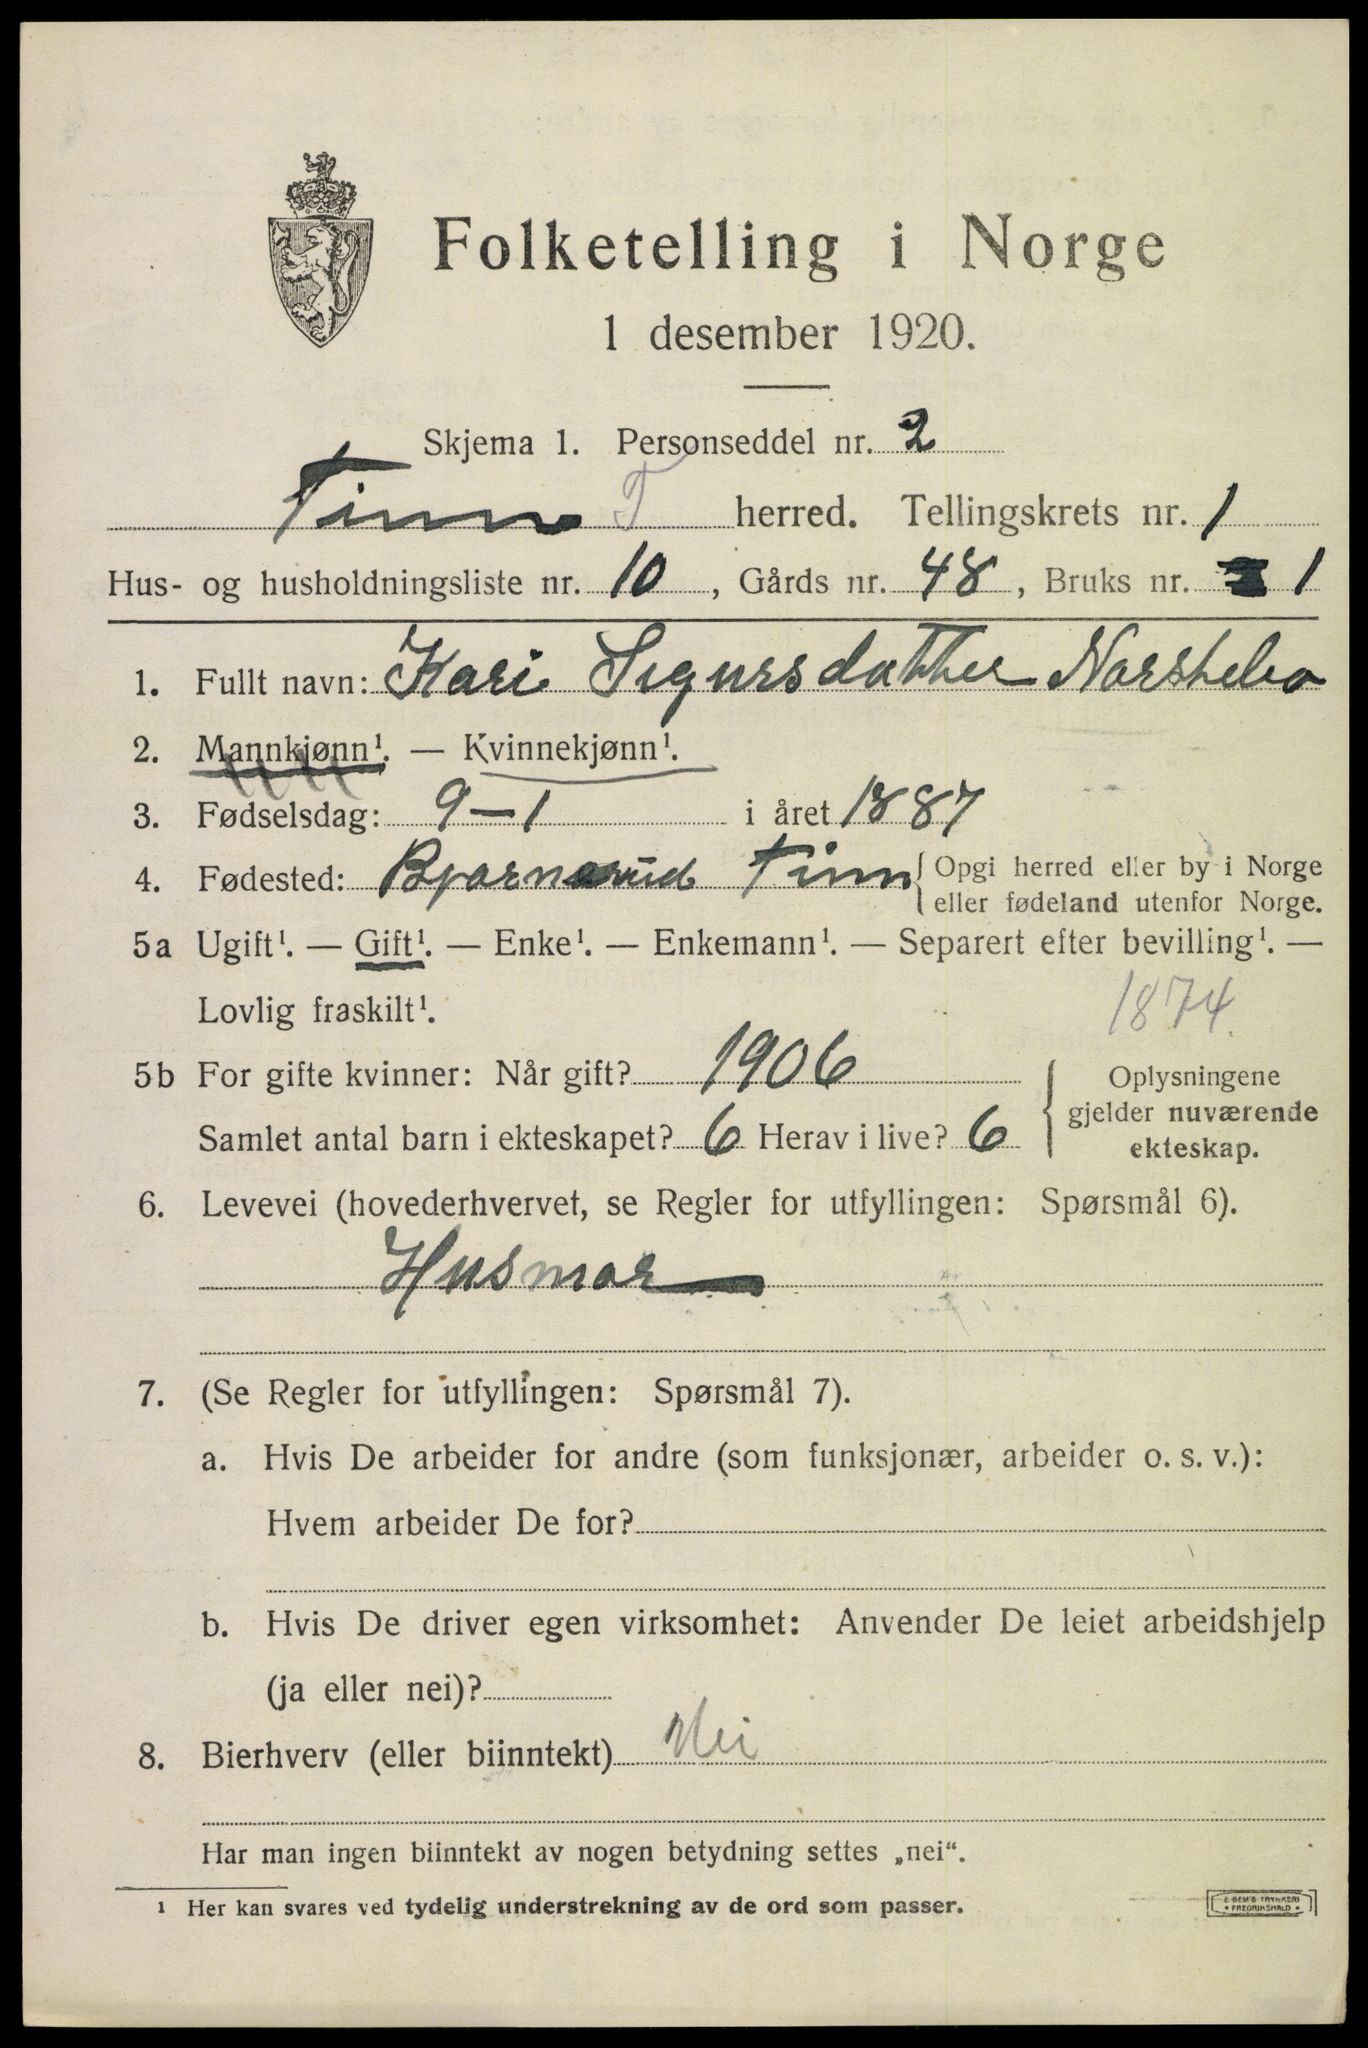 Folketelling i Norge
1 desember 1920.
Skjema 1. Personseddel nr. 2
Tinn T herred. Tellingskrets nr. 1
Hus- og husholdningsliste nr. 10, Gårds nr. 48, Bruks nr. 1
1. Fullt navn: Kari Sigursdatter Norstebø
2. Mannkjønn¹. — Kvinnekjønn¹.
3. Fødselsdag: 9-1 i året 1887
4. Fødested: Bjørnerud Tinn { Opgi herred eller by i Norge
eller fødeland utenfor Norge.
5a Ugift¹. — Gift¹. — Enke¹. — Enkemann¹. — Separert efter bevilling¹. —
Lovlig fraskilt¹. 1874
5b For gifte kvinner: Når gift? 1906
Samlet antal barn i ekteskapet? 6 Herav i live? 6
{ Oplysningene
gjelder nuværende
ekteskap.
6. Levevei (hovederhvervet, se Regler for utfyllingen: Spørsmål 6).
Husmor
7. (Se Regler for utfyllingen: Spørsmål 7).
a. Hvis De arbeider for andre (som funksjonær, arbeider o. s. v.):
Hvem arbeider De for?
b. Hvis De driver egen virksomhet: Anvender De leiet arbeidshjelp
(ja eller nei)?
8. Bierhverv (eller biinntekt) Nei
Har man ingen biinntekt av nogen betydning settes „nei“.
¹ Her kan svares ved tydelig understrekning av de ord som passer.
E. SEM'S TRYKKERI
* FREDRIKSHALD *